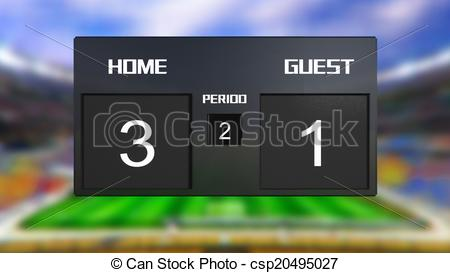 HOME GUEST
PERIOD
3 2 1
© Can Stock Photo - csp20495027